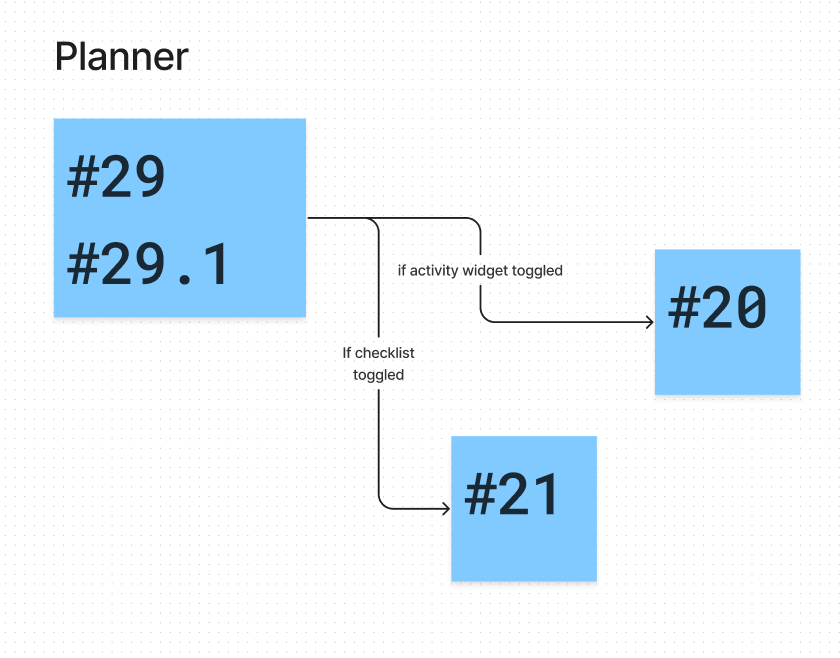 Planner
#29
#29.1
if activity widget toggled
#20
If checklist
toggled
#21